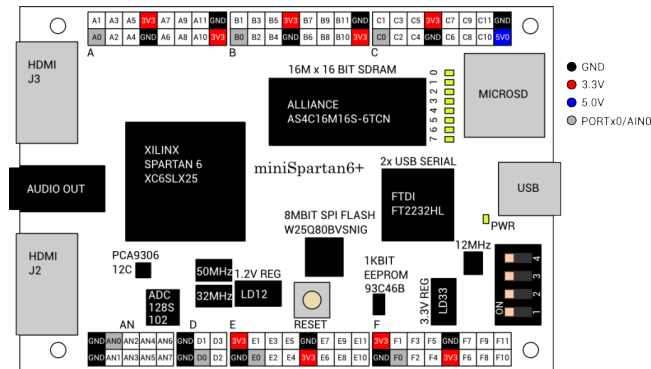 A1 A3 A5 3V3 A7 A9 A11 GND B1 B3 B5 3V3 B7 B9 B11 GND C1 C3 C5 3V3 C7 C9 C11 GND
A0 A2 A4 GND A6 A8 A10 3V3 B0 B2 B4 GND B6 B8 B10 3V3 C0 C2 C4 GND C6 C8 C10 5V0
A B C
HDMI
J3
16M x 16 BIT SDRAM
ALLIANCE
AS4C16M16S-6TCN
7 6 5 4 3 2 1 0
MICROSD
GND
3.3V
5.0V
PORTx0/AIN0
XILINX
SPARTAN 6
XC6SLX25
miniSpartan6+
2x USB SERIAL
FTDI
FT2232HL
AUDIO OUT
USB
PWR
8MBIT SPI FLASH
W25Q80BVSNIG
HDMI
J2
PCA9306
12C
50MHz
32MHz
1.2V REG
LD12
ADC
128S
102
RESET
1KBIT
EEPROM
93C46B
3.3V REG
LD33
12MHz
ON
1 2 3 4
AN D E F
GND AN0 AN2 AN4 AN6 GND D1 D3 3V3 E1 E3 E5 GND E7 E9 E11 3V3 F1 F3 F5 GND F7 F9 F11
GND AN1 AN3 AN5 AN7 GND D0 D2 GND E0 E2 E4 3V3 E6 E8 E10 GND F0 F2 F4 3V3 F6 F8 F10